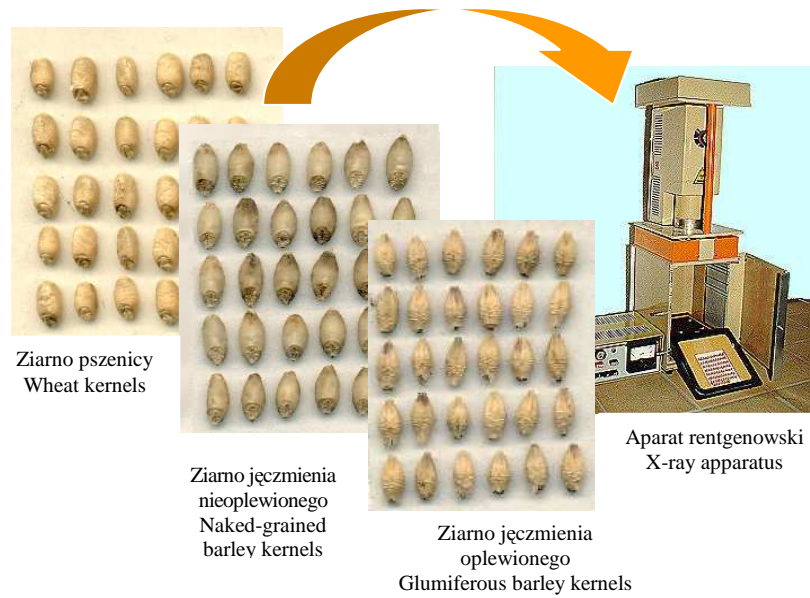 Ziarno pszenicy
Wheat kernels
Ziarno jęczmienia
nieoplewionego
Naked-grained
barley kernels
Ziarno jęczmienia
oplewionego
Glumiferous barley kernels
Aparat rentgenowski
X-ray apparatus